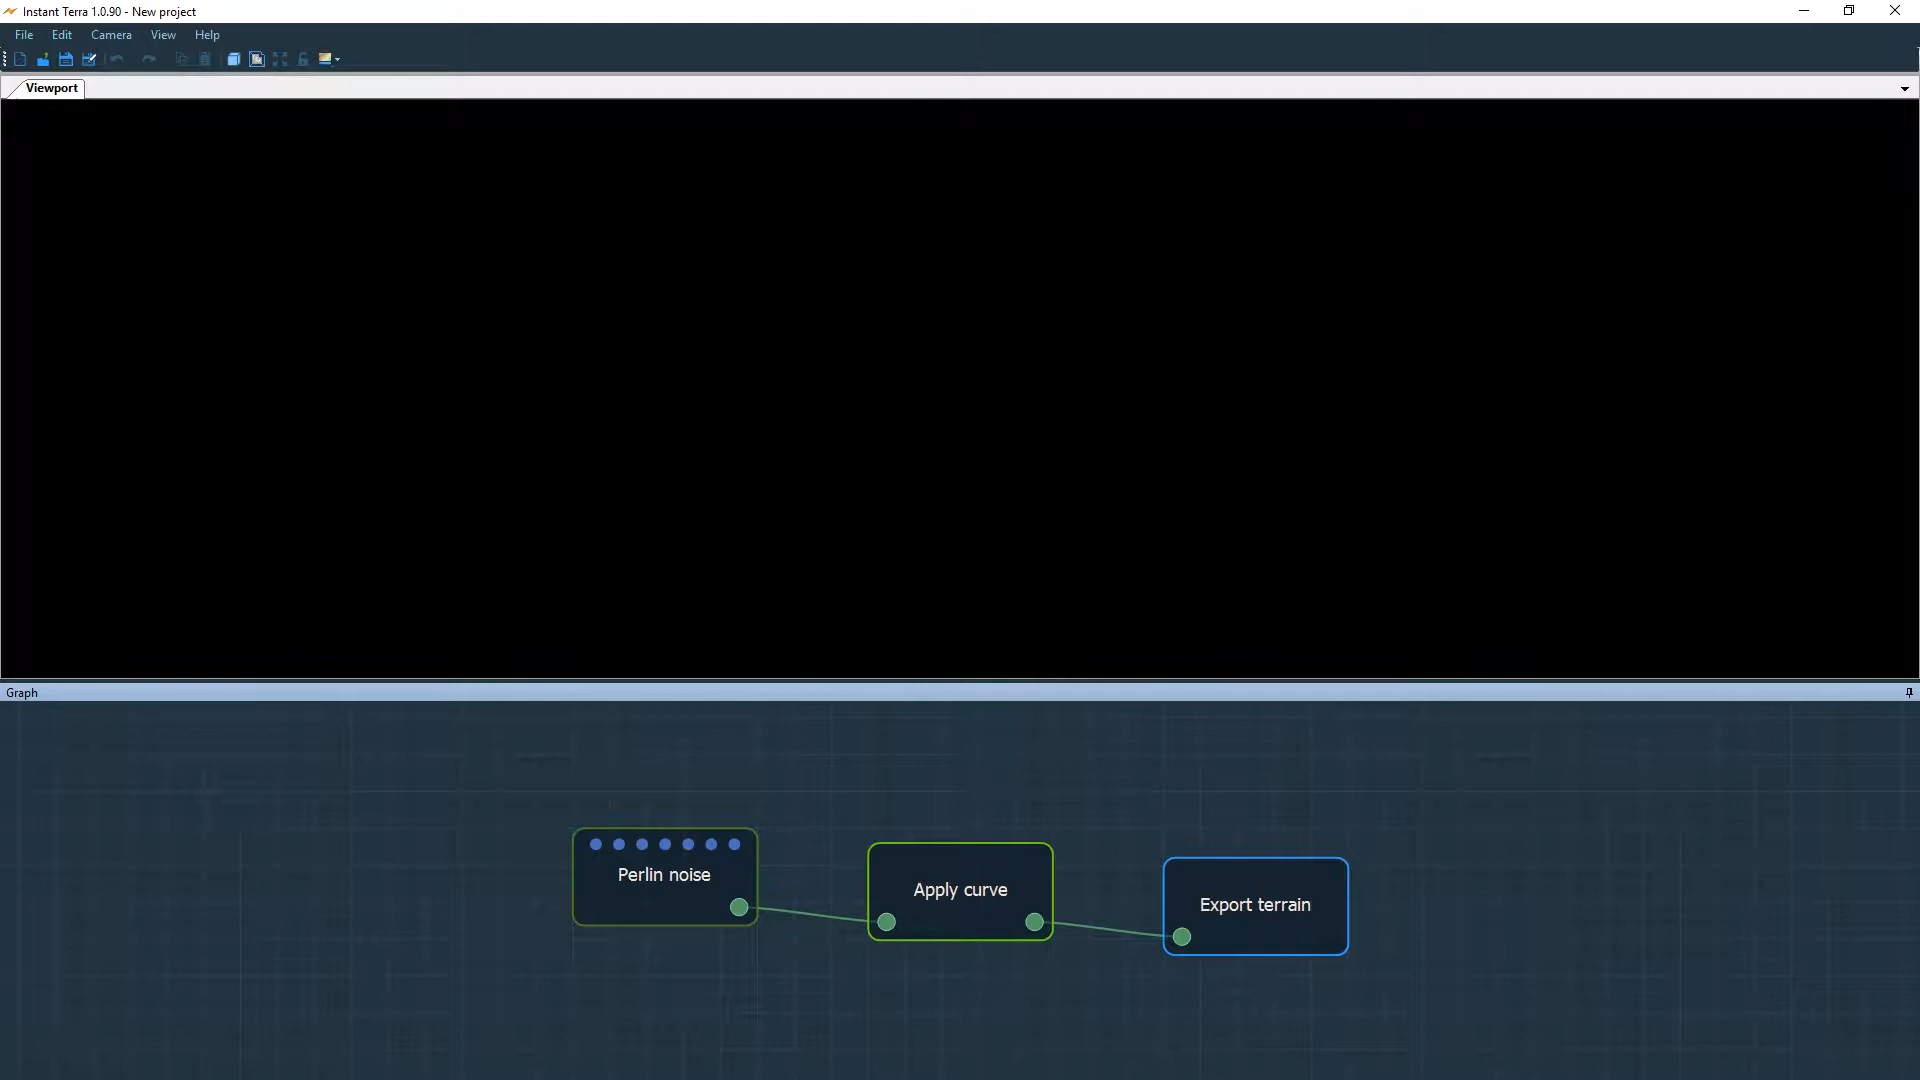 Instant Terra 1.0.90 - New project
File Edit Camera View Help
Viewport
Graph
Perlin noise
Apply curve
Export terrain